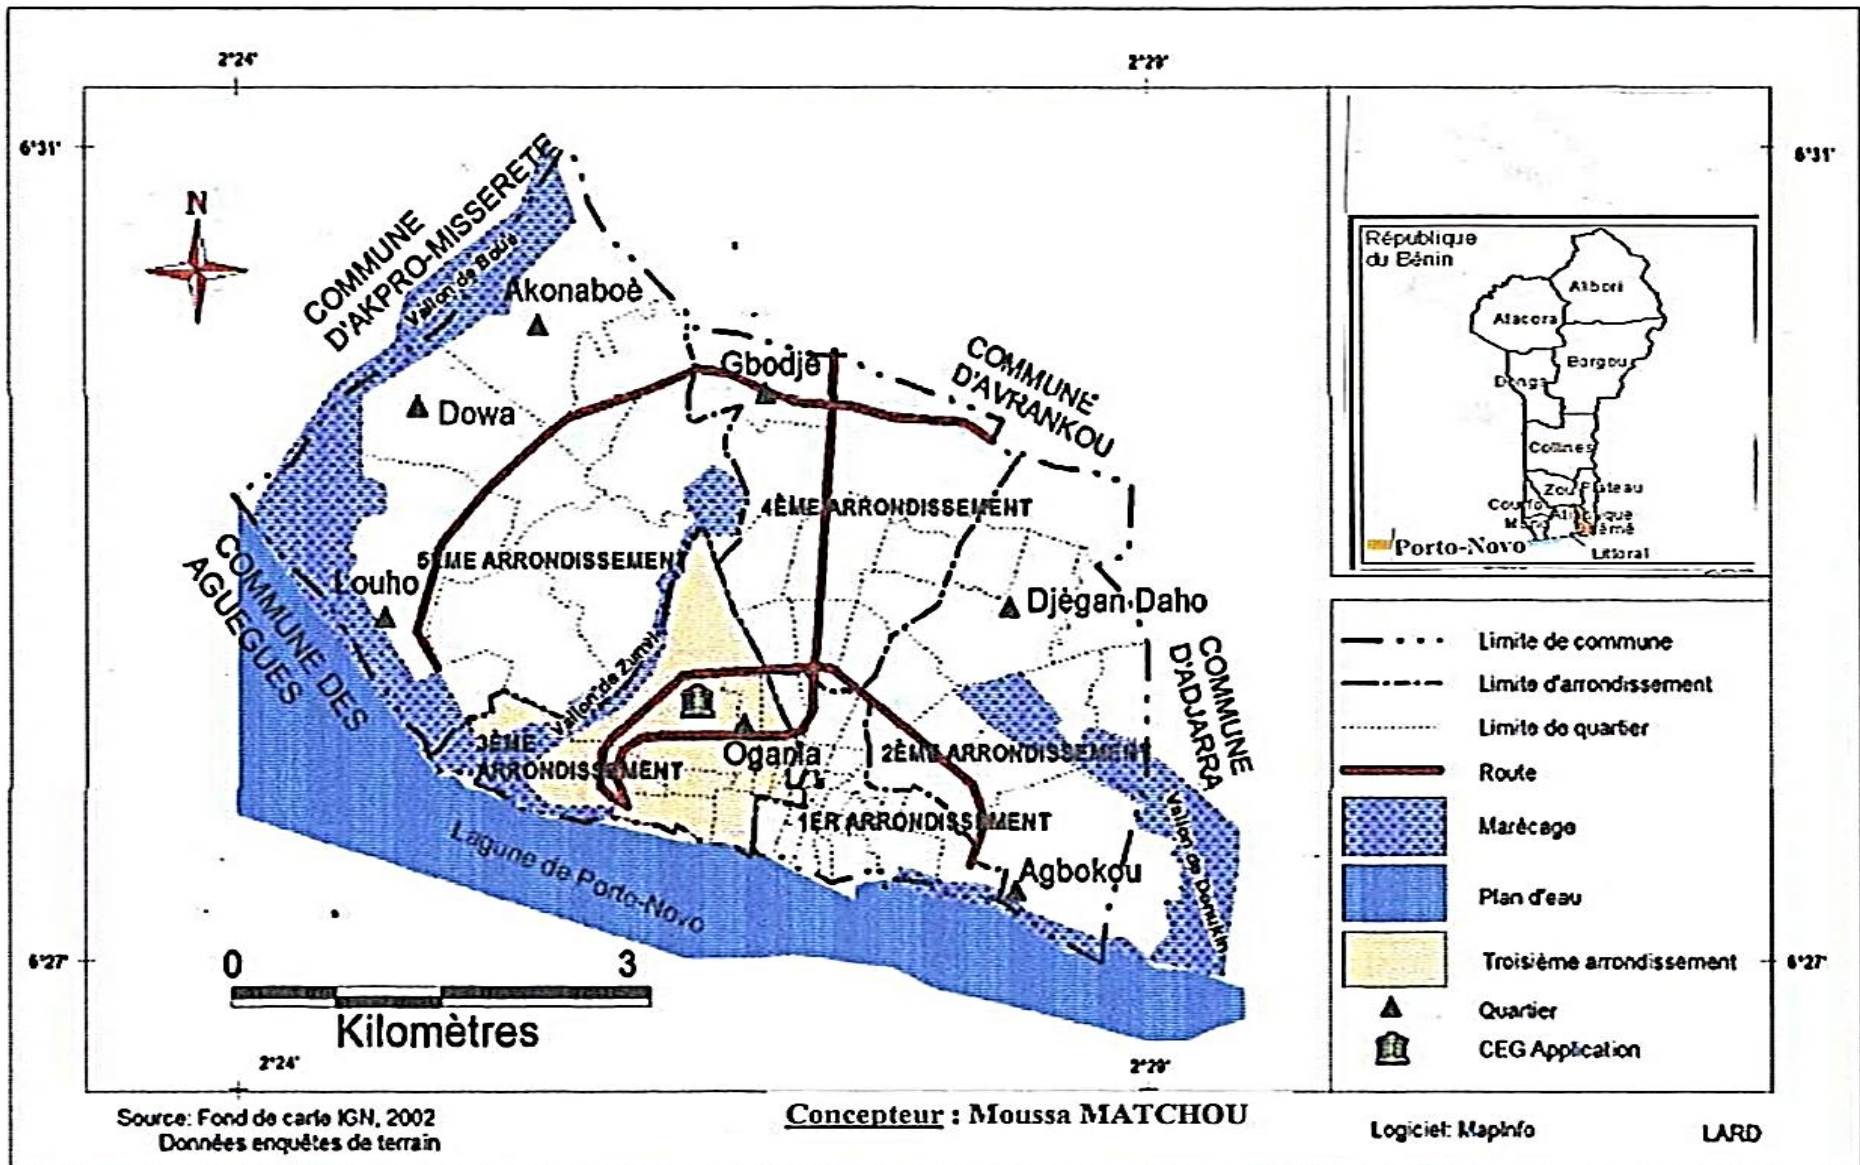 2°24'
2°29'
6°31'
6°31'
N
COMMUNE
D'AKPRO-MISSERETE
Vallon de Boué
Akonaboè
Dowa
Gbodjè
COMMUNE
D'AVRANKOU
4ÈME ARRONDISSEMENT
5ÈME ARRONDISSEMENT
Louho
COMMUNE DES
AGUEGUES
Djègan Daho
COMMUNE
D'ADJARRA
Vallon de Zunvi
3ÈME
ARRONDISSEMENT
Ogania
2ÈME ARRONDISSEMENT
1ER ARRONDISSEMENT
Vallon de Donukin
Agbokou
Lagune de Porto-Novo
6°27'
6°27'
0 3
Kilomètres
2°24'
2°29'
République
du Bénin
Alibori
Atacora
Borgou
Donga
Collines
Zou Plateau
Couffo
Mono
Atlantique
Ouémé
Littoral
Porto-Novo
Limite de commune
Limite d'arrondissement
Limite de quartier
Route
Marécage
Plan d'eau
Troisième arrondissement
Quartier
CEG Application
Source: Fond de carte IGN, 2002
Données enquêtes de terrain
Concepteur : Moussa MATCHOU
Logiciel: MapInfo
LARD